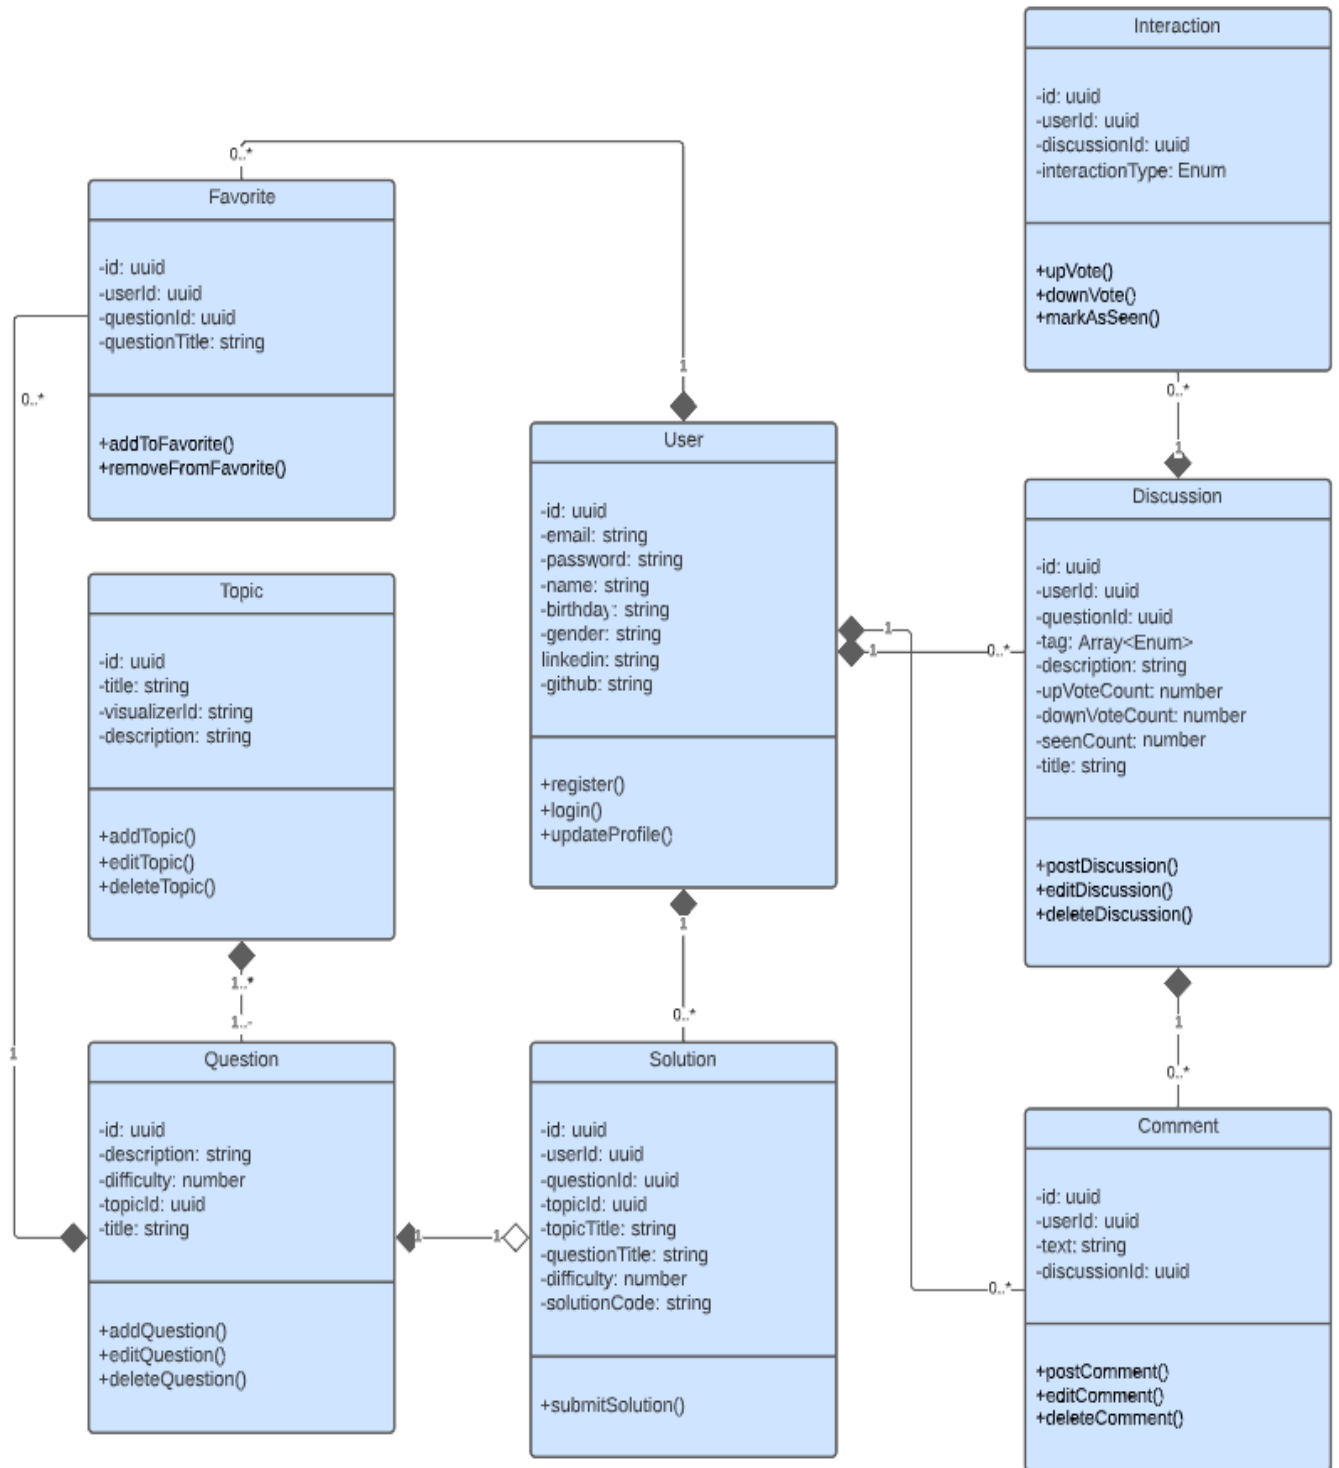 Interaction
-id: uuid
-userId: uuid
-discussionId: uuid
-interactionType: Enum
+upVote()
+downVote()
+markAsSeen()
0..*
1
0..*
Favorite
-id: uuid
-userId: uuid
-questionId: uuid
-questionTitle: string
+addToFavorite()
+removeFromFavorite()
0..*
1
1
User
-id: uuid
-email: string
-password: string
-name: string
-birthday: string
-gender: string
linkedin: string
-github: string
+register()
+login()
+updateProfile()
1
1
0..*
0..*
1
0..*
Discussion
-id: uuid
-userId: uuid
-questionId: uuid
-tag: Array<Enum>
-description: string
-upVoteCount: number
-downVoteCount: number
-seenCount: number
-title: string
+postDiscussion()
+editDiscussion()
+deleteDiscussion()
1
0..*
Topic
-id: uuid
-title: string
-visualizerId: string
-description: string
+addTopic()
+editTopic()
+deleteTopic()
1..*
1..-
Question
-id: uuid
-description: string
-difficulty: number
-topicId: uuid
-title: string
+addQuestion()
+editQuestion()
+deleteQuestion()
1
1
Solution
-id: uuid
-userId: uuid
-questionId: uuid
-topicId: uuid
-topicTitle: string
-questionTitle: string
-difficulty: number
-solutionCode: string
+submitSolution()
Comment
-id: uuid
-userId: uuid
-text: string
-discussionId: uuid
+postComment()
+editComment()
+deleteComment()